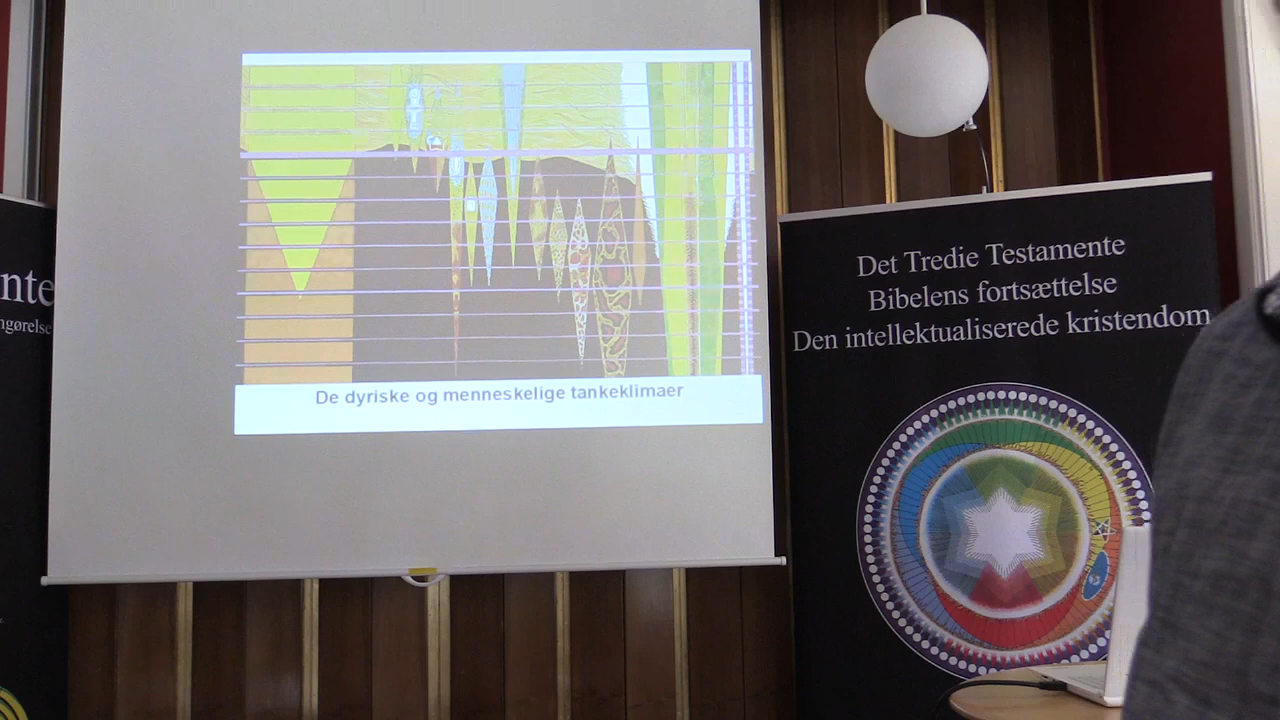 nte
ngørelse
De dyriske og menneskelige tankeklimaer
Det Tredie Testamente
Bibelens fortsættelse
Den intellektualiserede kristendom